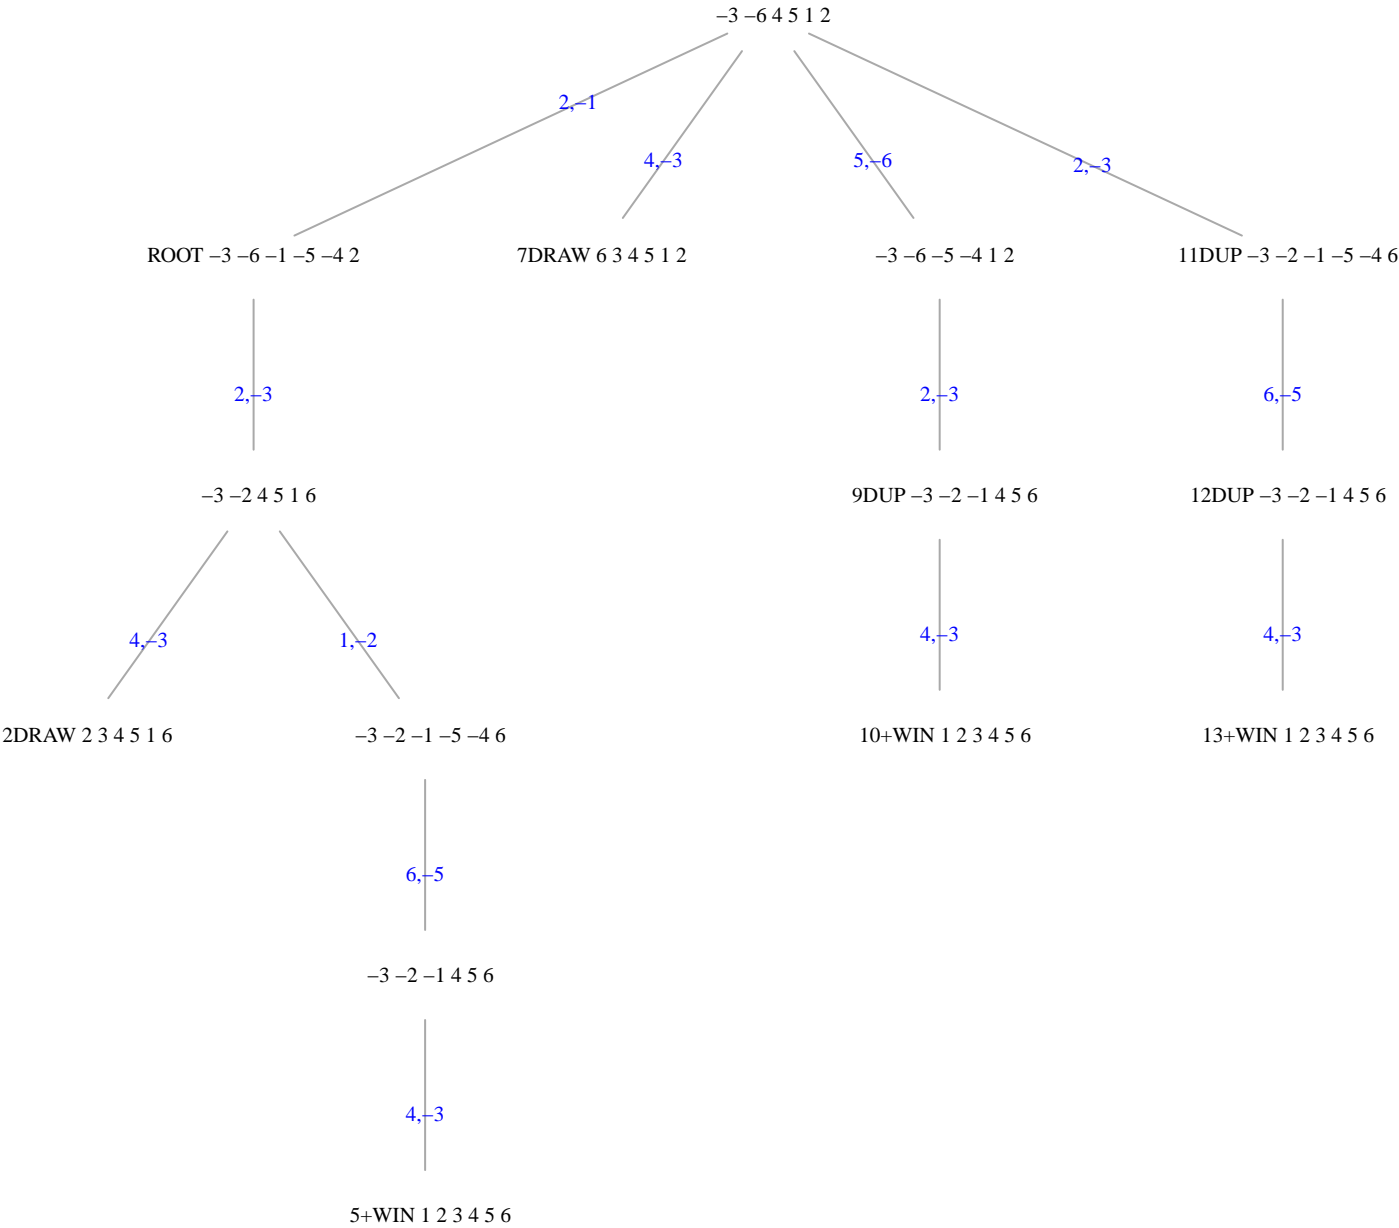 –3 –6 4 5 1 2
2,–1
4,–3
5,–6
2,–3
ROOT –3 –6 –1 –5 –4 2
7DRAW 6 3 4 5 1 2
–3 –6 –5 –4 1 2
11DUP –3 –2 –1 –5 –4 6
2,–3
2,–3
6,–5
–3 –2 4 5 1 6
9DUP –3 –2 –1 4 5 6
12DUP –3 –2 –1 4 5 6
4,–3
1,–2
4,–3
4,–3
2DRAW 2 3 4 5 1 6
–3 –2 –1 –5 –4 6
10+WIN 1 2 3 4 5 6
13+WIN 1 2 3 4 5 6
6,–5
–3 –2 –1 4 5 6
4,–3
5+WIN 1 2 3 4 5 6